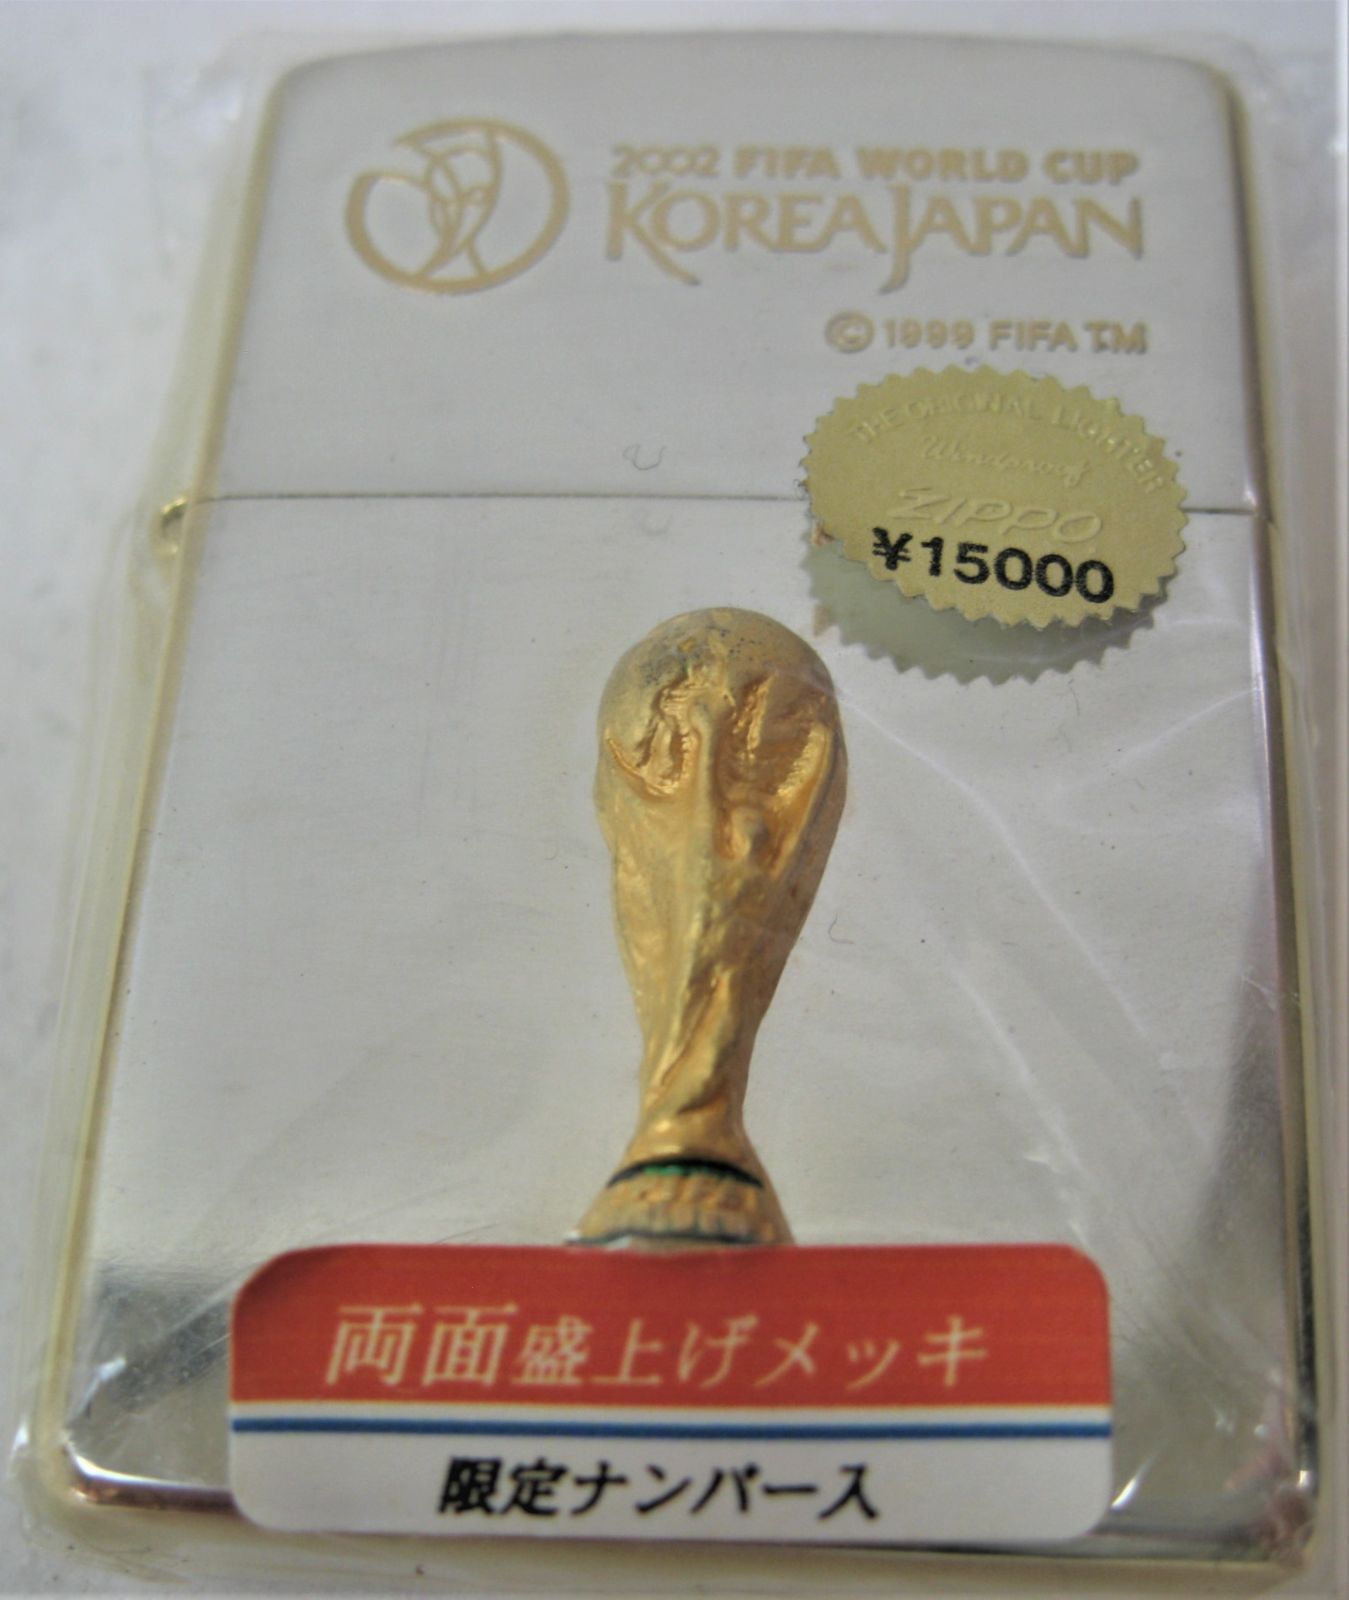 2002 FIFA WORLD CUP
KOREA JAPAN
© 1999 FIFA TM
THE ORIGINAL LIGHTER
Windproof
ZIPPO
¥15000
両面盛上げメッキ
限定ナンバー入